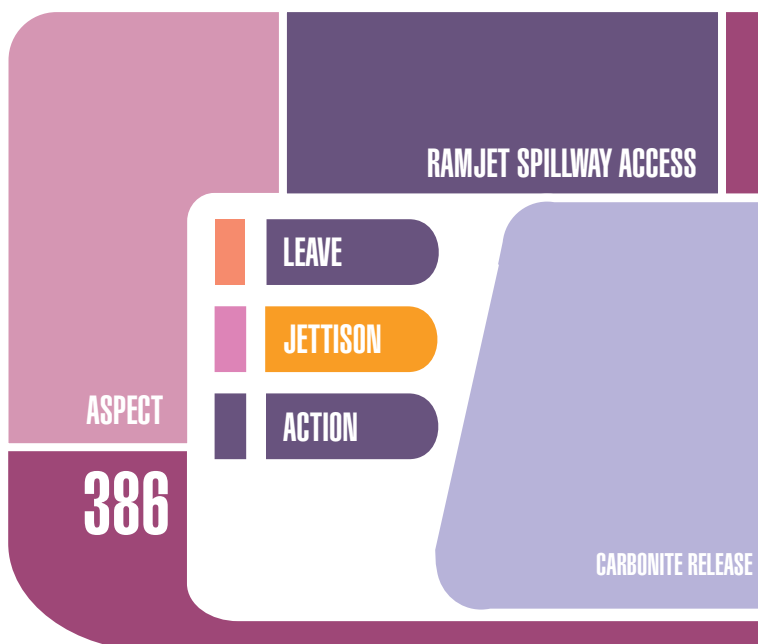 RAMJET SPILLWAY ACCESS
LEAVE
JETTISON
ACTION
ASPECT
386
CARBONITE RELEASE